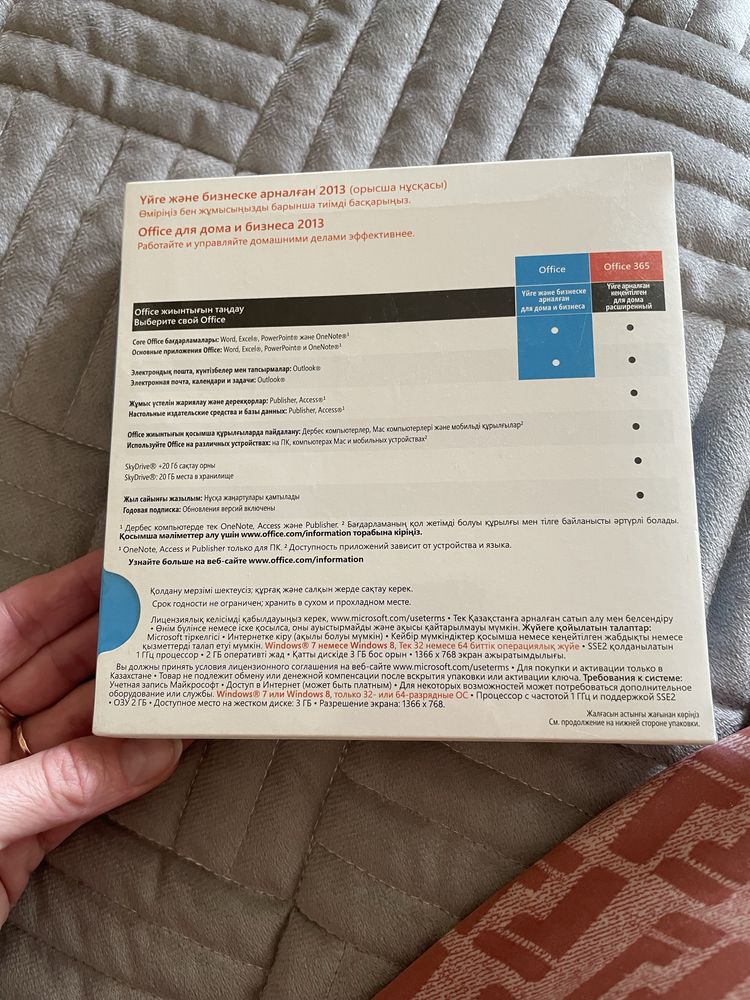 Үйге және бизнеске арналған 2013 (орысша нұсқасы)
Өміріңіз бен жұмысыңызды барынша тиімді басқарыңыз.
Office для дома и бизнеса 2013
Работайте и управляйте домашними делами эффективнее.
Office
Office 365
Office жиынтығын таңдау
Выберите свой Office
Үйге және бизнеске
арналған
для дома и бизнеса
Үйге арналған
кеңейтілген
для дома
расширенный
Core Office бағдарламалары: Word, Excel®, PowerPoint® және OneNote®¹
Основные приложения Office: Word, Excel®, PowerPoint® и OneNote®¹
Электрондық пошта, күнтізбелер мен тапсырмалар: Outlook®
Электронная почта, календари и задачи: Outlook®
Жұмыс үстелін жариялау және дерекқорлар: Publisher, Access®¹
Настольные издательские средства и базы данных: Publisher, Access®¹
Office жиынтығын қосымша құрылғыларда пайдалану: Дербес компьютерлер, Mac компьютерлері және мобильді құрылғылар²
Используйте Office на различных устройствах: на ПК, компьютерах Mac и мобильных устройствах²
SkyDrive® +20 Гб сақтау орны
SkyDrive®: 20 ГБ места в хранилище
Жыл сайынғы жазылым: Нұсқа жаңартулары қамтылады
Годовая подписка: Обновления версий включены
¹ Дербес компьютерде тек OneNote, Access және Publisher. ² Бағдарламаның қол жетімді болуы құрылғы мен тілге байланысты әртүрлі болады.
Қосымша мәліметтер алу үшін www.office.com/information торабына кіріңіз.
¹ OneNote, Access и Publisher только для ПК. ² Доступность приложений зависит от устройства и языка.
Узнайте больше на веб-сайте www.office.com/information
Қолдану мерзімі шектеусіз; құрғақ және салқын жерде сақтау керек.
Срок годности не ограничен; хранить в сухом и прохладном месте.
Лицензиялық келісімді қабылдауыңыз керек, www.microsoft.com/useterms • Тек Қазақстанға арналған сатып алу мен белсендіру
• Өнім бүлінсе немесе іске қосылса, оны ауыстырмайды және ақысы қайтарылмауы мүмкін. Жүйеге қойылатын талаптар:
Microsoft тіркелгісі • Интернетке кіру (ақылы болуы мүмкін) • Кейбір мүмкіндіктер қосымша немесе кеңейтілген жабдықты немесе
қызметтерді талап етуі мүмкін. Windows® 7 немесе Windows 8, Тек 32 немесе 64 биттік операциялық жүйе • SSE2 қолданылатын
1 ГГц процессор • 2 ГБ оперативті жад • Қатты дискіде 3 ГБ бос орын • 1366 x 768 экран ажыратымдылығы.
Вы должны принять условия лицензионного соглашения на веб-сайте www.microsoft.com/useterms • Для покупки и активации только в
Казахстане • Товар не подлежит обмену или денежной компенсации после вскрытия упаковки или активации ключа. Требования к системе:
Учетная запись Майкрософт • Доступ в Интернет (может быть платным) • Для некоторых возможностей может потребоваться дополнительное
оборудование или службы. Windows® 7 или Windows 8, только 32- или 64-разрядные ОС • Процессор с частотой 1 ГГц и поддержкой SSE2
• ОЗУ 2 ГБ • Доступное место на жестком диске: 3 ГБ • Разрешение экрана: 1366 x 768.
Жалғасын астынғы жағынан көріңіз
См. продолжение на нижней стороне упаковки.